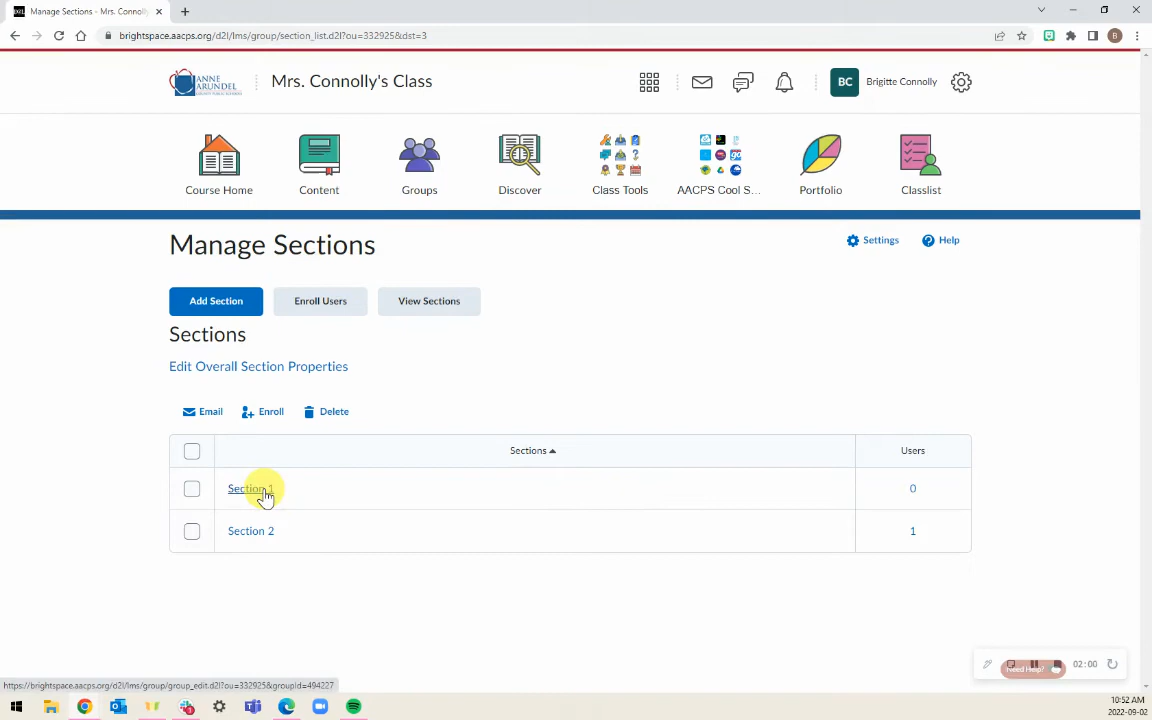 Manage Sections - Mrs. Connolly
brightspace.aacps.org/d2l/lms/group/section_list.d2l?ou=332925&dst=3
B
ANNE ARUNDEL
Mrs. Connolly's Class
BC
Brigitte Connolly
Course Home
Content
Groups
Discover
Class Tools
AACPS Cool S...
Portfolio
Classlist
Manage Sections
Settings
Help
Add Section
Enroll Users
View Sections
Sections
Edit Overall Section Properties
Email
Enroll
Delete
Sections
Users
Section 1
0
Section 2
1
Need Help?
02:00
https://brightspace.aacps.org/d2l/lms/group/group_edit.d2l?ou=332925&groupId=494227
10:52 AM
2022-09-02